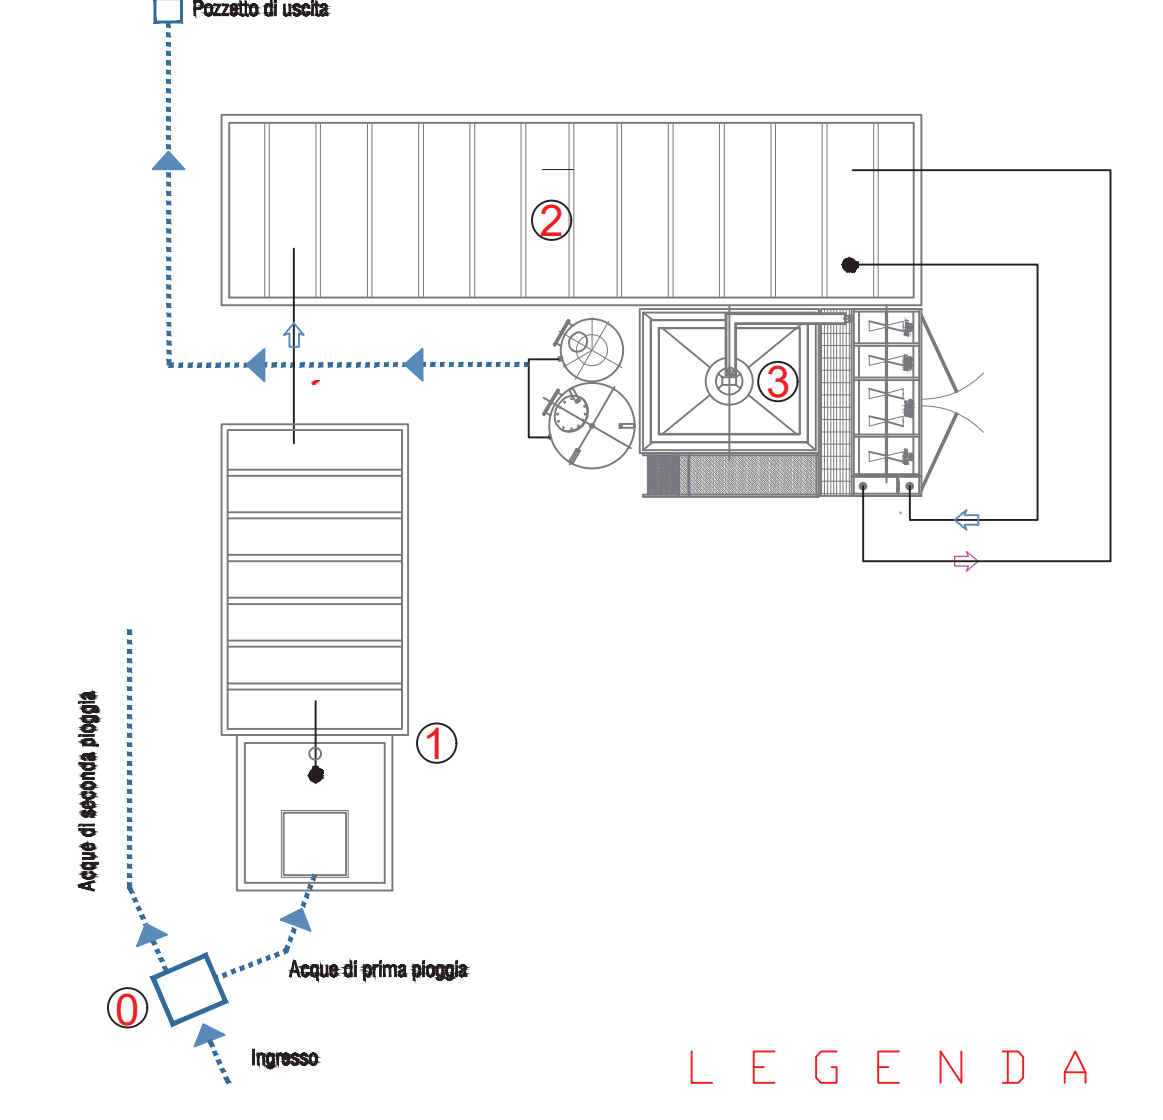 Pozzetto di uscita
2
3
1
Acque di seconda pioggia
Acque di prima pioggia
0
Ingresso
LEGENDA